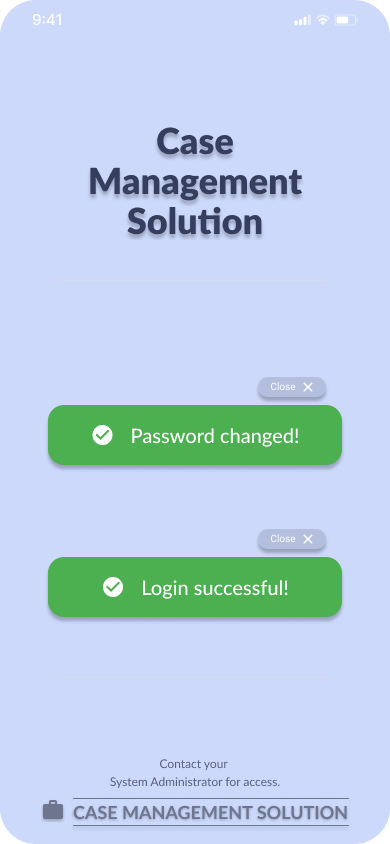 9:41
Case
Management
Solution
Close
Password changed!
Close
Login successful!
Contact your
System Administrator for access.
CASE MANAGEMENT SOLUTION